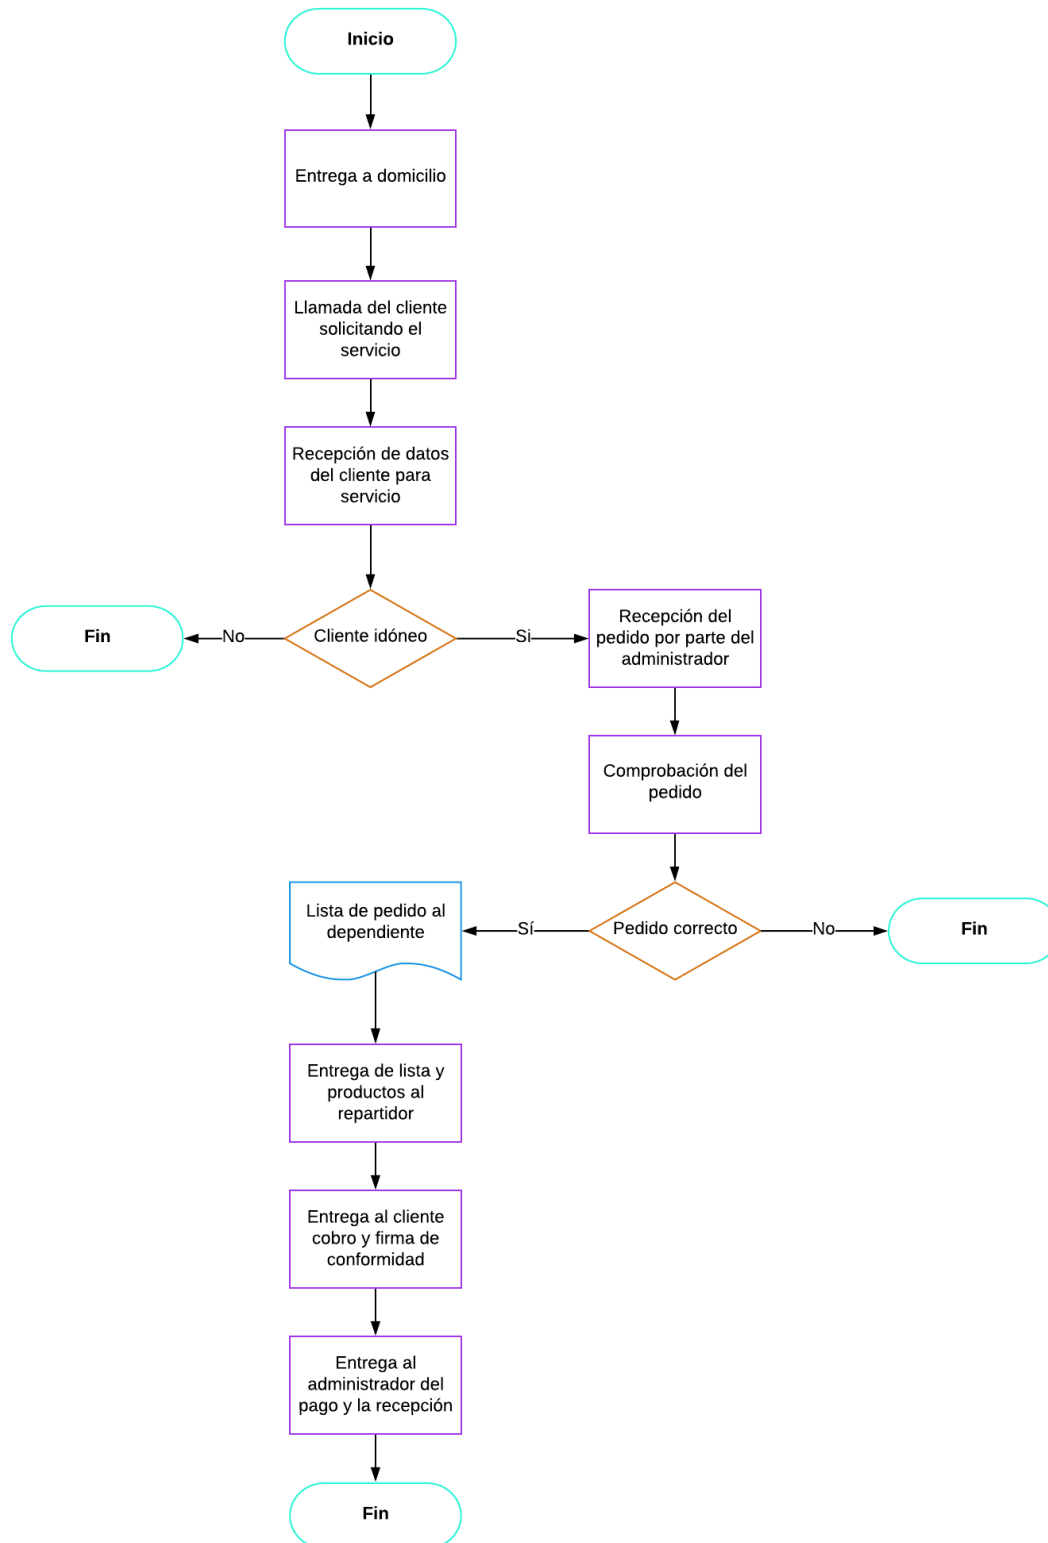 Inicio
Entrega a domicilio
Llamada del cliente
solicitando el
servicio
Recepción de datos
del cliente para
servicio
Fin
No
Cliente idóneo
Si
Recepción del
pedido por parte del
administrador
Comprobación del
pedido
Lista de pedido al
dependiente
Sí
Pedido correcto
No
Fin
Entrega de lista y
productos al
repartidor
Entrega al cliente
cobro y firma de
conformidad
Entrega al
administrador del
pago y la recepción
Fin